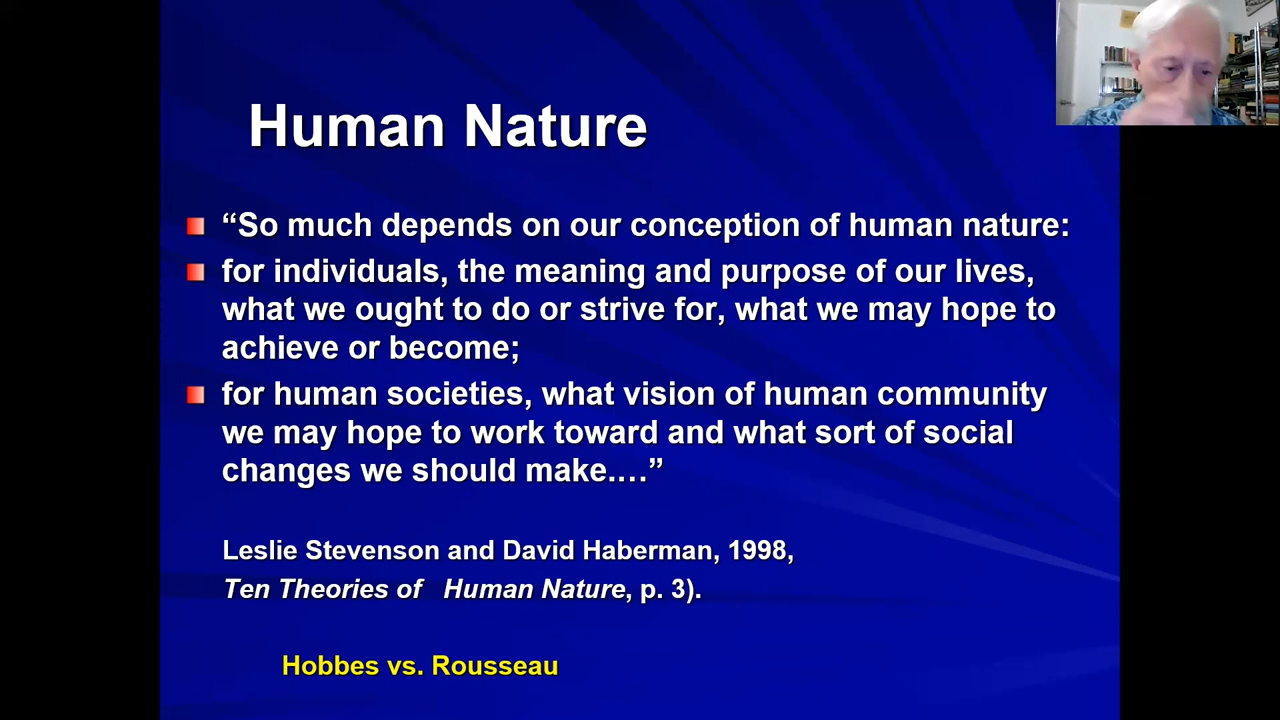 Human Nature
“So much depends on our conception of human nature:
for individuals, the meaning and purpose of our lives,
what we ought to do or strive for, what we may hope to
achieve or become;
for human societies, what vision of human community
we may hope to work toward and what sort of social
changes we should make.…”
Leslie Stevenson and David Haberman, 1998,
Ten Theories of Human Nature, p. 3).
Hobbes vs. Rousseau